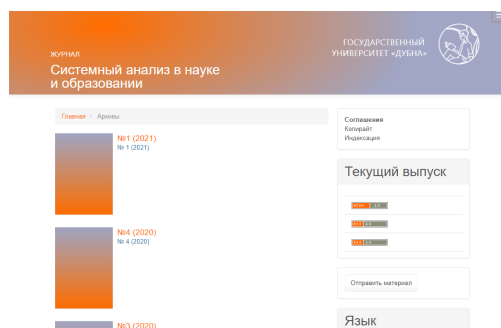 ЖУРНАЛ
Системный анализ в науке
и образовании
ГОСУДАРСТВЕННЫЙ
УНИВЕРСИТЕТ «ДУБНА»
Главная / Архивы
№1 (2021)
№ 1 (2021)
№4 (2020)
№ 4 (2020)
№3 (2020)
Соглашения
Копирайт
Индексация
Текущий выпуск
Отправить материал
Язык